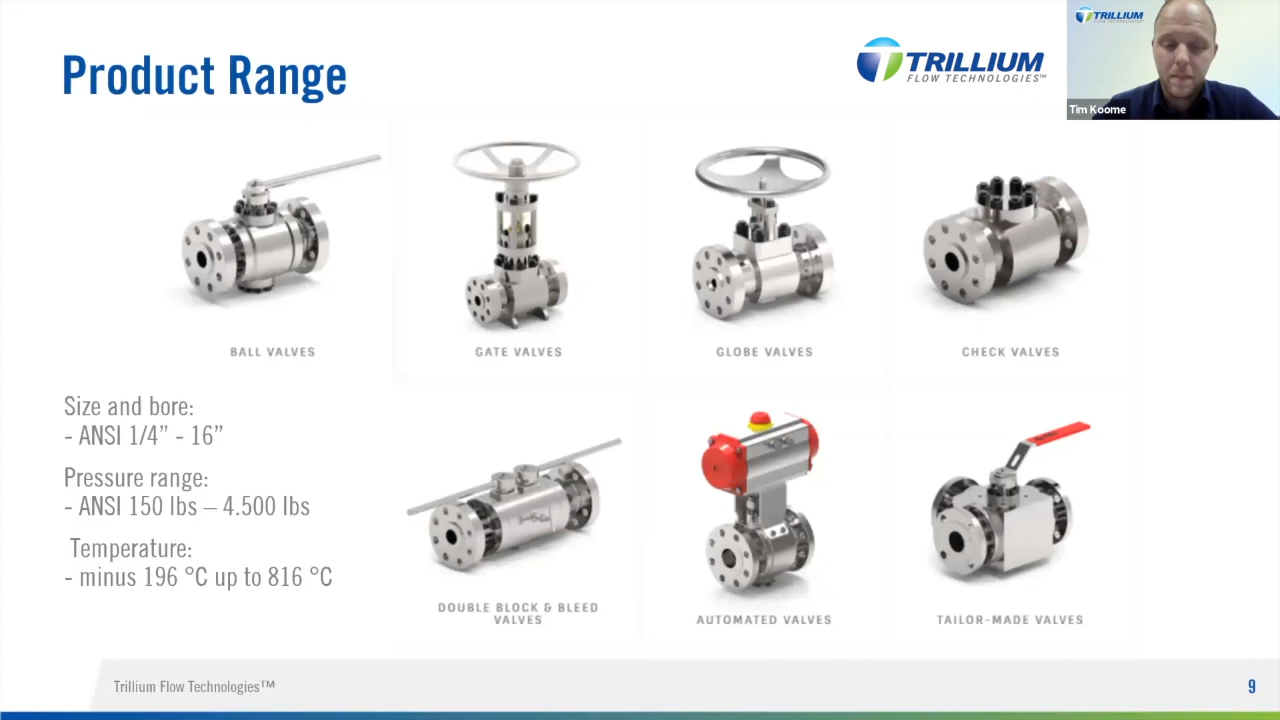 Product Range
TRILLIUM
FLOW TECHNOLOGIES™
TRILLIUM
FLOW TECHNOLOGIES
Tim Koome
BALL VALVES
GATE VALVES
GLOBE VALVES
CHECK VALVES
Size and bore:
- ANSI 1/4” - 16”
Pressure range:
- ANSI 150 lbs – 4.500 lbs
Temperature:
- minus 196 °C up to 816 °C
DOUBLE BLOCK & BLEED
VALVES
AUTOMATED VALVES
TAILOR-MADE VALVES
Trillium Flow Technologies™
9